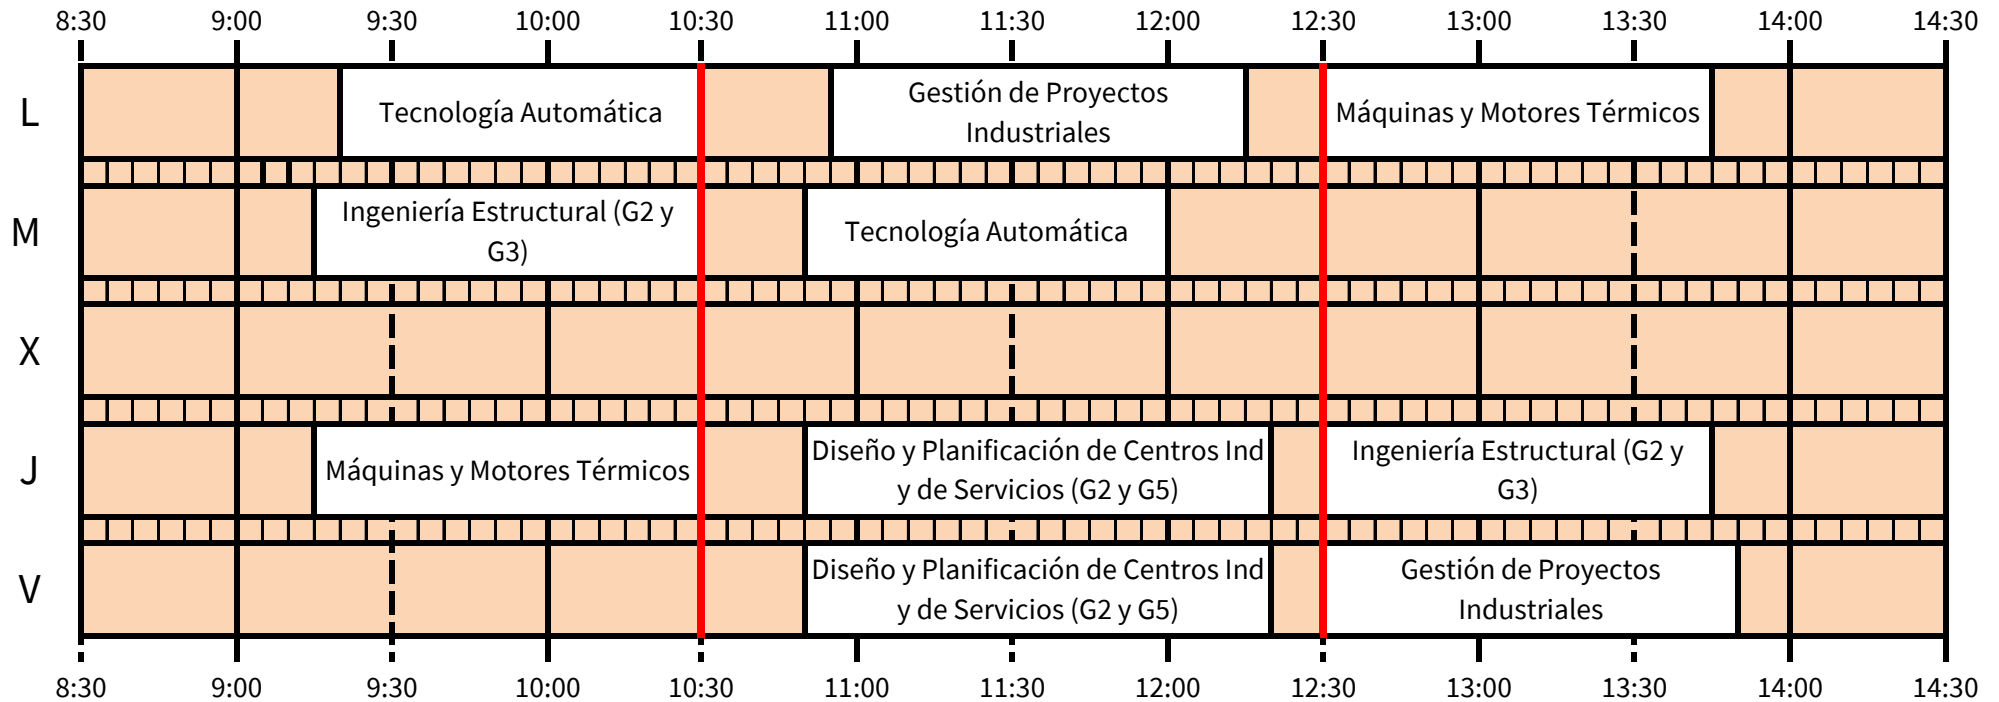 8:30 9:00 9:30 10:00 10:30 11:00 11:30 12:00 12:30 13:00 13:30 14:00 14:30
L
Tecnología Automática
Gestión de Proyectos
Industriales
Máquinas y Motores Térmicos
M
Ingeniería Estructural (G2 y
G3)
Tecnología Automática
X
J
Máquinas y Motores Térmicos
Diseño y Planificación de Centros Ind
y de Servicios (G2 y G5)
Ingeniería Estructural (G2 y
G3)
V
Diseño y Planificación de Centros Ind
y de Servicios (G2 y G5)
Gestión de Proyectos
Industriales
8:30 9:00 9:30 10:00 10:30 11:00 11:30 12:00 12:30 13:00 13:30 14:00 14:30